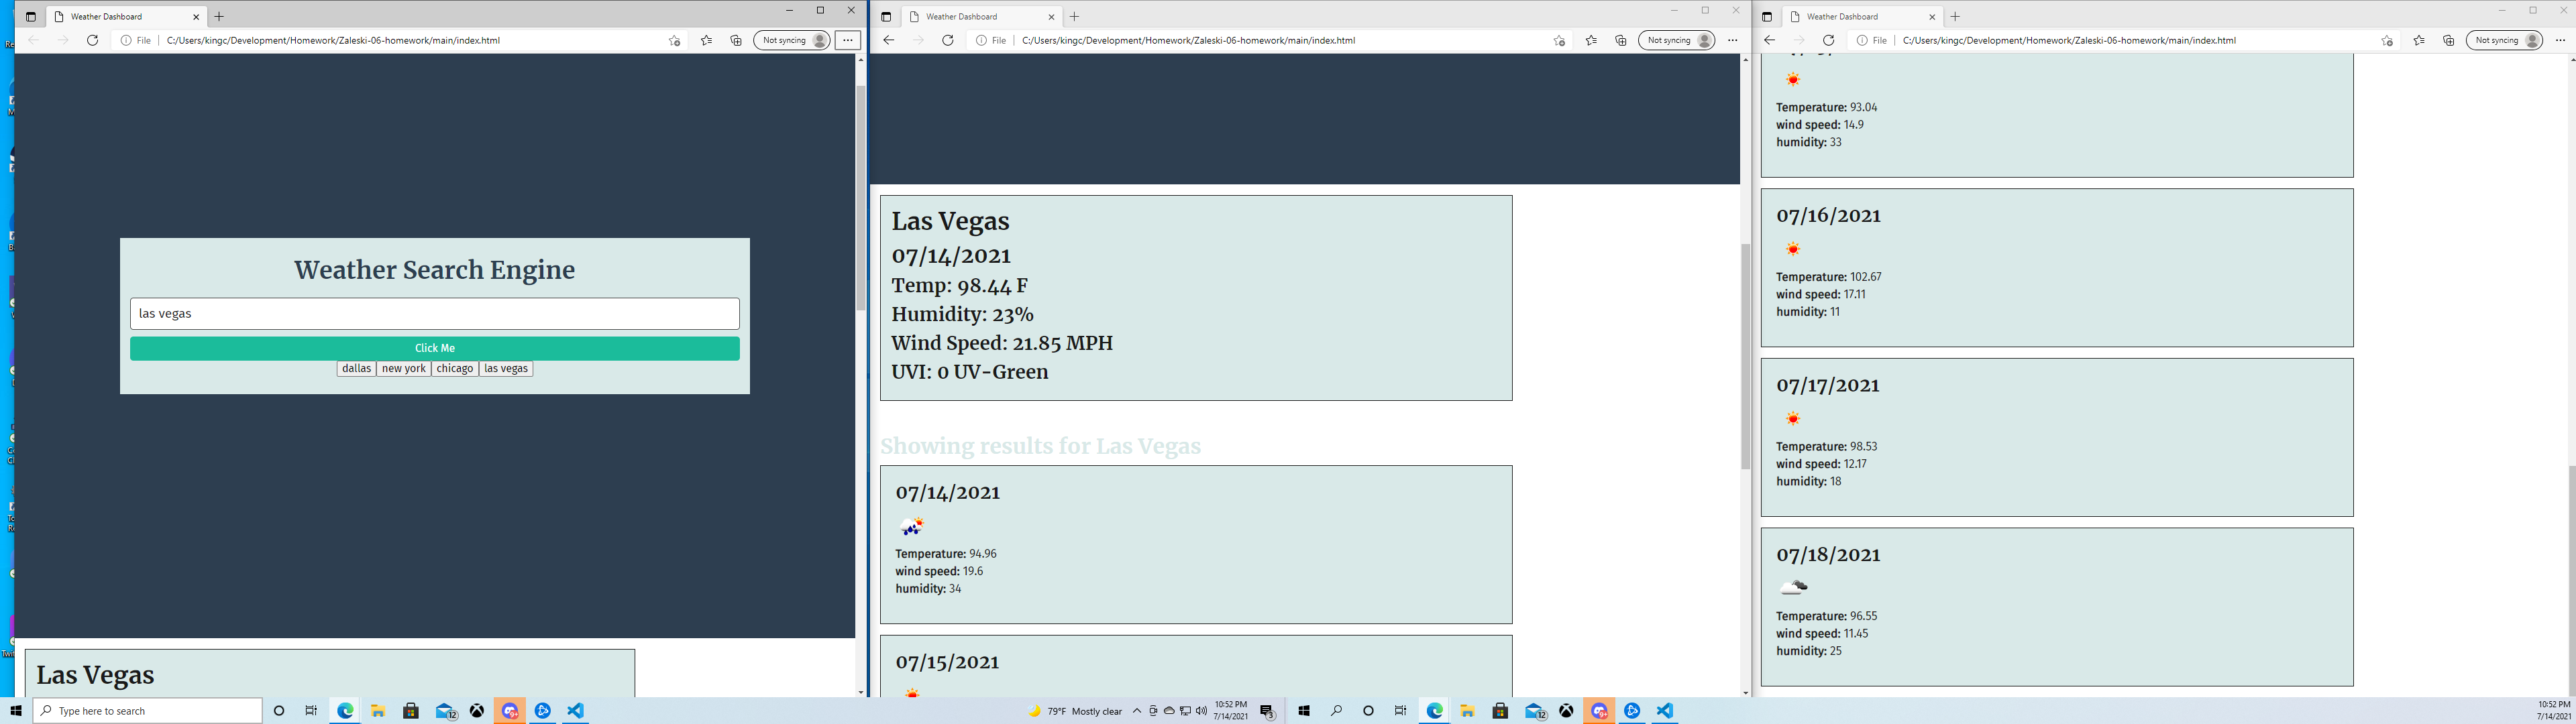 Weather Dashboard
File
C:/Users/kingc/Development/Homework/Zaleski-06-homework/main/index.html
Not syncing
Weather Search Engine
las vegas
Click Me
dallas new york chicago las vegas
Las Vegas
Type here to search
12
9+
Weather Dashboard
File
C:/Users/kingc/Development/Homework/Zaleski-06-homework/main/index.html
Not syncing
Las Vegas
07/14/2021
Temp: 98.44 F
Humidity: 23%
Wind Speed: 21.85 MPH
UVI: 0 UV-Green
Showing results for Las Vegas
07/14/2021
Temperature: 94.96
wind speed: 19.6
humidity: 34
07/15/2021
79°F Mostly clear
10:52 PM
7/14/2021
3
12
9+
Weather Dashboard
File
C:/Users/kingc/Development/Homework/Zaleski-06-homework/main/index.html
Not syncing
Temperature: 93.04
wind speed: 14.9
humidity: 33
07/16/2021
Temperature: 102.67
wind speed: 17.11
humidity: 11
07/17/2021
Temperature: 98.53
wind speed: 12.17
humidity: 18
07/18/2021
Temperature: 96.55
wind speed: 11.45
humidity: 25
10:52 PM
7/14/2021